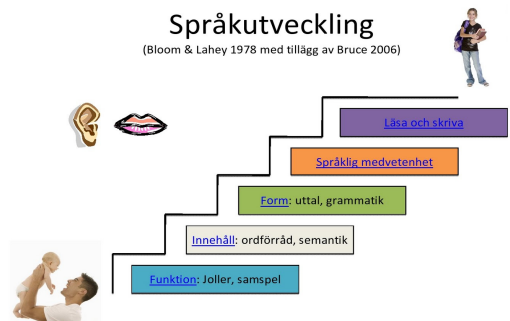 Språkutveckling
(Bloom & Lahey 1978 med tillägg av Bruce 2006)
Läsa och skriva
Språklig medvetenhet
Form: uttal, grammatik
Innehåll: ordförråd, semantik
Funktion: Joller, samspel